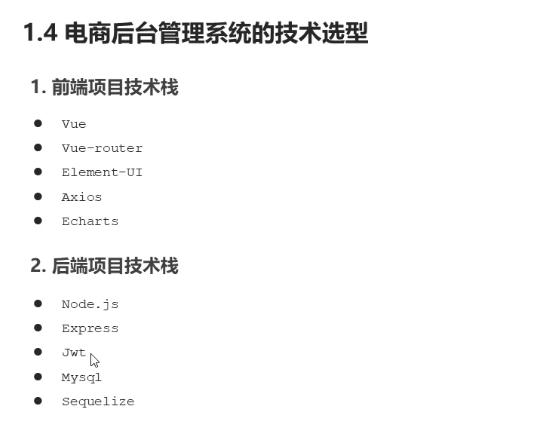 1.4 电商后台管理系统的技术选型
1. 前端项目技术栈
● Vue
● Vue-router
● Element-UI
● Axios
● Echarts
2. 后端项目技术栈
● Node.js
● Express
● Jwt
● Mysql
● Sequelize